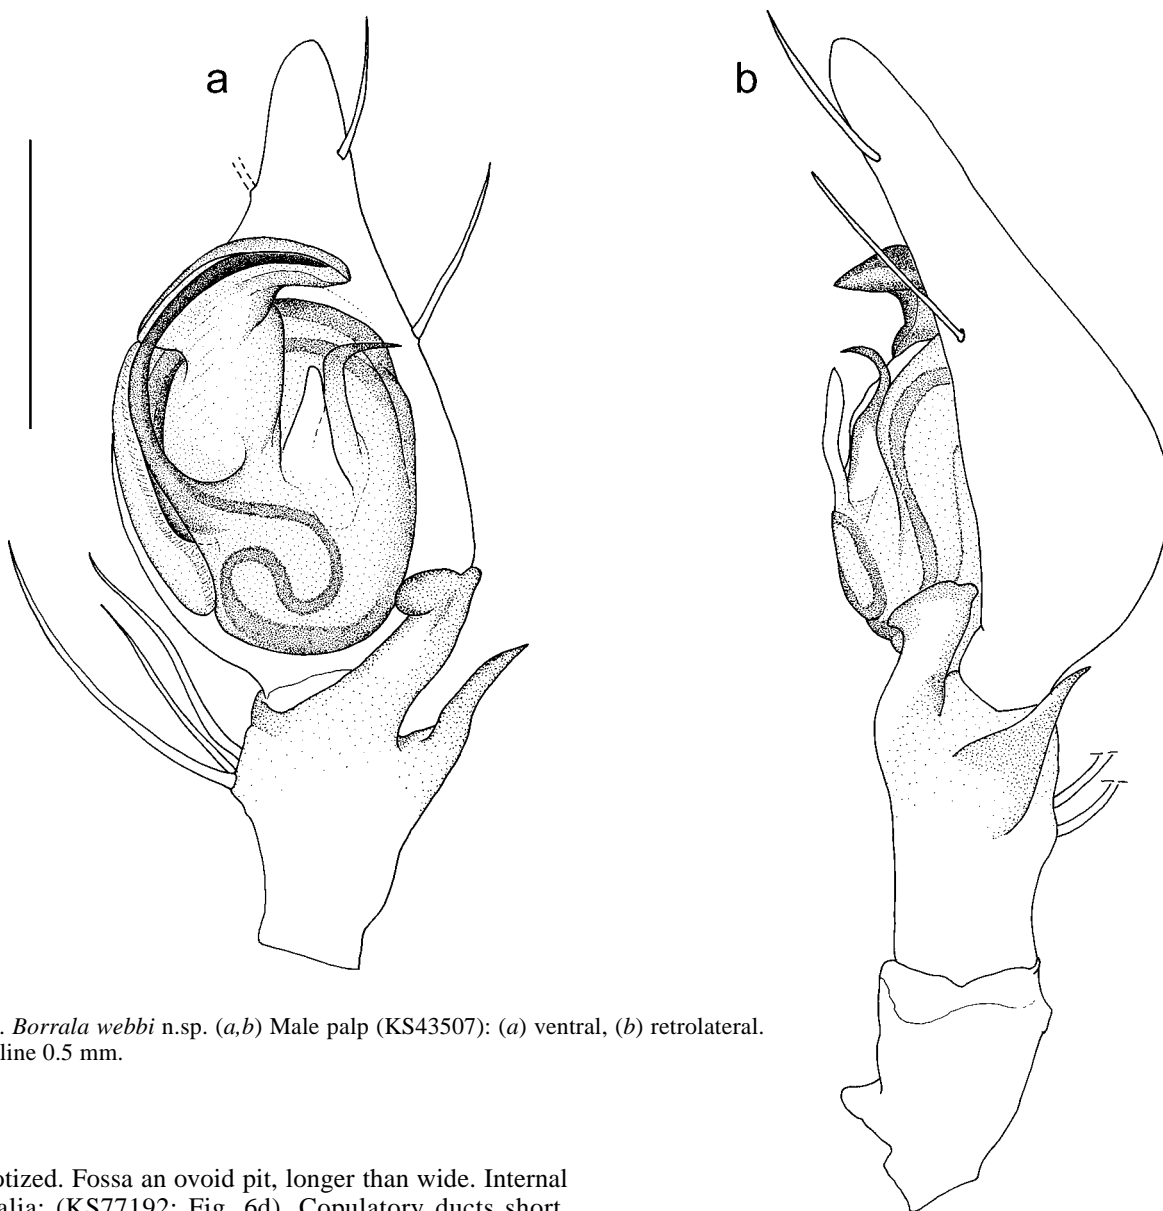 a
b
. Borrala webbi n.sp. (a,b) Male palp (KS43507): (a) ventral, (b) retrolateral.
line 0.5 mm.
otized. Fossa an ovoid pit, longer than wide. Internal
alia: (KS77192; Fig. 6d). Copulatory ducts short,